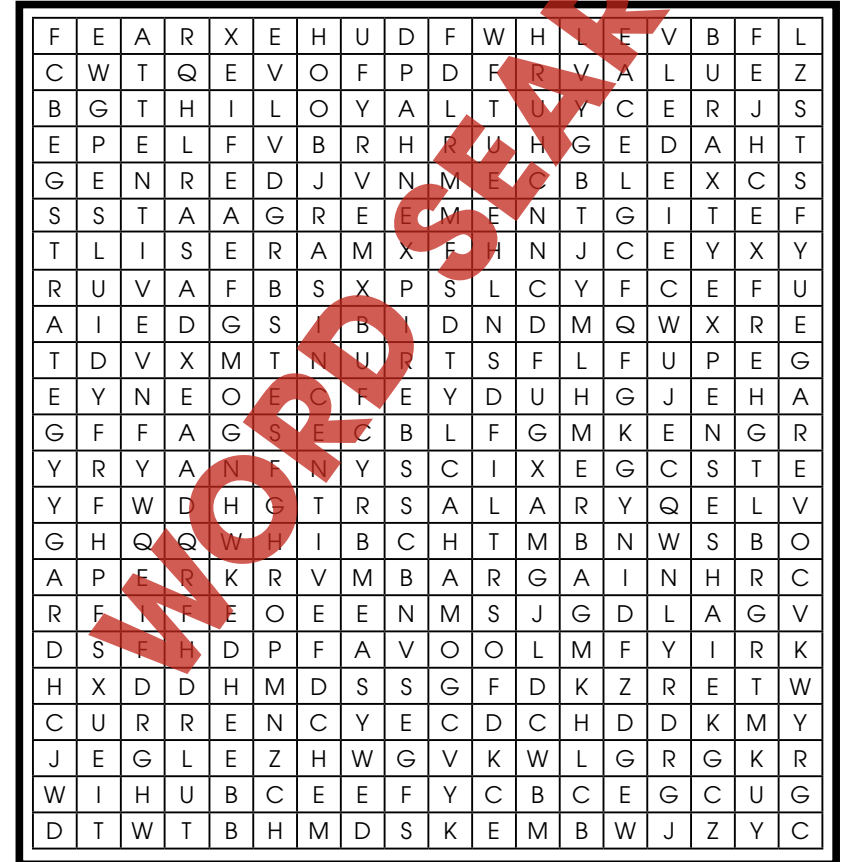 F E A R X E H U D F W H L E V B F L
C W T Q E V O F P D F R V A L U E Z
B G T H I L O Y A L T U Y C E R J S
E P E L F V B R H R U H G E D A H T
G E N R E D J V N M E C B L E X C S
S S T A A G R E E M E N T G I T E F
T L I S E R A M X F H N J C E Y X Y
R U V A F B S X P S L C Y F C E F U
A I E D G S I B I D N D M Q W X R E
T D V X M T N U R T S F L F U P E G
E Y N E O E C F E Y D U H G J E H A
G F F A G S E C B L F G M K E N G R
Y R Y A N F N Y S C I X E G C S T E
Y F W D H G T R S A L A R Y Q E L V
G H Q Q W H I B C H T M B N W S B O
A P E R K R V M B A R G A I N H R C
R F I F E O E E N M S J G D L A G V
D S F H D P F A V O O L M F Y I R K
H X D D H M D S S G F D K Z R E T W
C U R R E N C Y E C D C H D D K M Y
J E G L E Z H W G V K W L G R G K R
W I H U B C E E F Y C B C E G C U G
D T W T B H M D S K E M B W J Z Y C
WORD SEAR